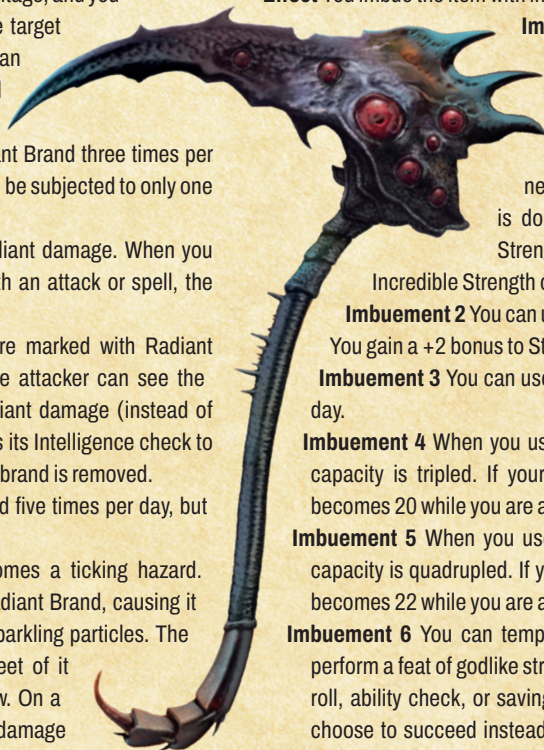 tage, and you
e target
an
nt Brand three times per
be subjected to only one
liant damage. When you
th an attack or spell, the
re marked with Radiant
e attacker can see the
iant damage (instead of
s its Intelligence check to
brand is removed.
d five times per day, but
omes a ticking hazard.
adiant Brand, causing it
parkling particles. The
eet of it
w. On a
damage
Effect You imbue the item with
Im
ne
is do
Streng
Incredible Strength
Imbuement 2 You can u
You gain a +2 bonus to St
Imbuement 3 You can use
day.
Imbuement 4 When you us
capacity is tripled. If your
becomes 20 while you are a
Imbuement 5 When you use
capacity is quadrupled. If y
becomes 22 while you are a
Imbuement 6 You can temp
perform a feat of godlike str
roll, ability check, or saving
choose to succeed instead